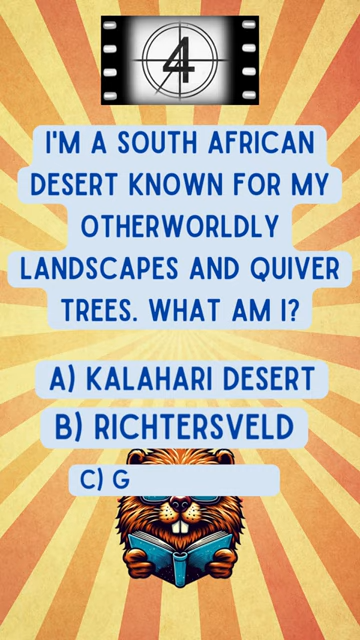 4
I'M A SOUTH AFRICAN
DESERT KNOWN FOR MY
OTHERWORLDLY
LANDSCAPES AND QUIVER
TREES. WHAT AM I?
A) KALAHARI DESERT
B) RICHTERSVELD
C) G